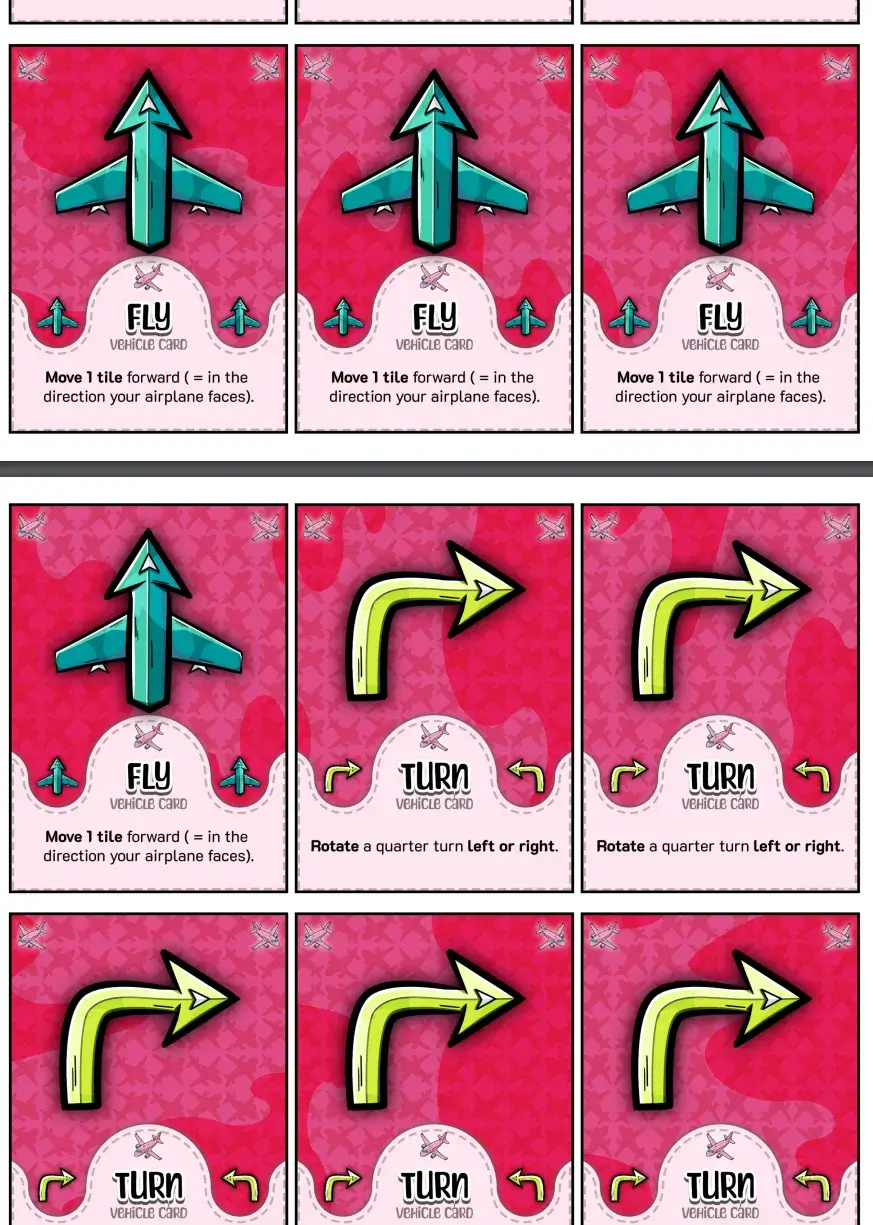 FLY
VEHICLE CARD
Move 1 tile forward ( = in the
direction your airplane faces).
FLY
VEHICLE CARD
Move 1 tile forward ( = in the
direction your airplane faces).
FLY
VEHICLE CARD
Move 1 tile forward ( = in the
direction your airplane faces).
FLY
VEHICLE CARD
Move 1 tile forward ( = in the
direction your airplane faces).
TURN
VEHICLE CARD
Rotate a quarter turn left or right.
TURN
VEHICLE CARD
Rotate a quarter turn left or right.
TURN
VEHICLE CARD
TURN
VEHICLE CARD
TURN
VEHICLE CARD